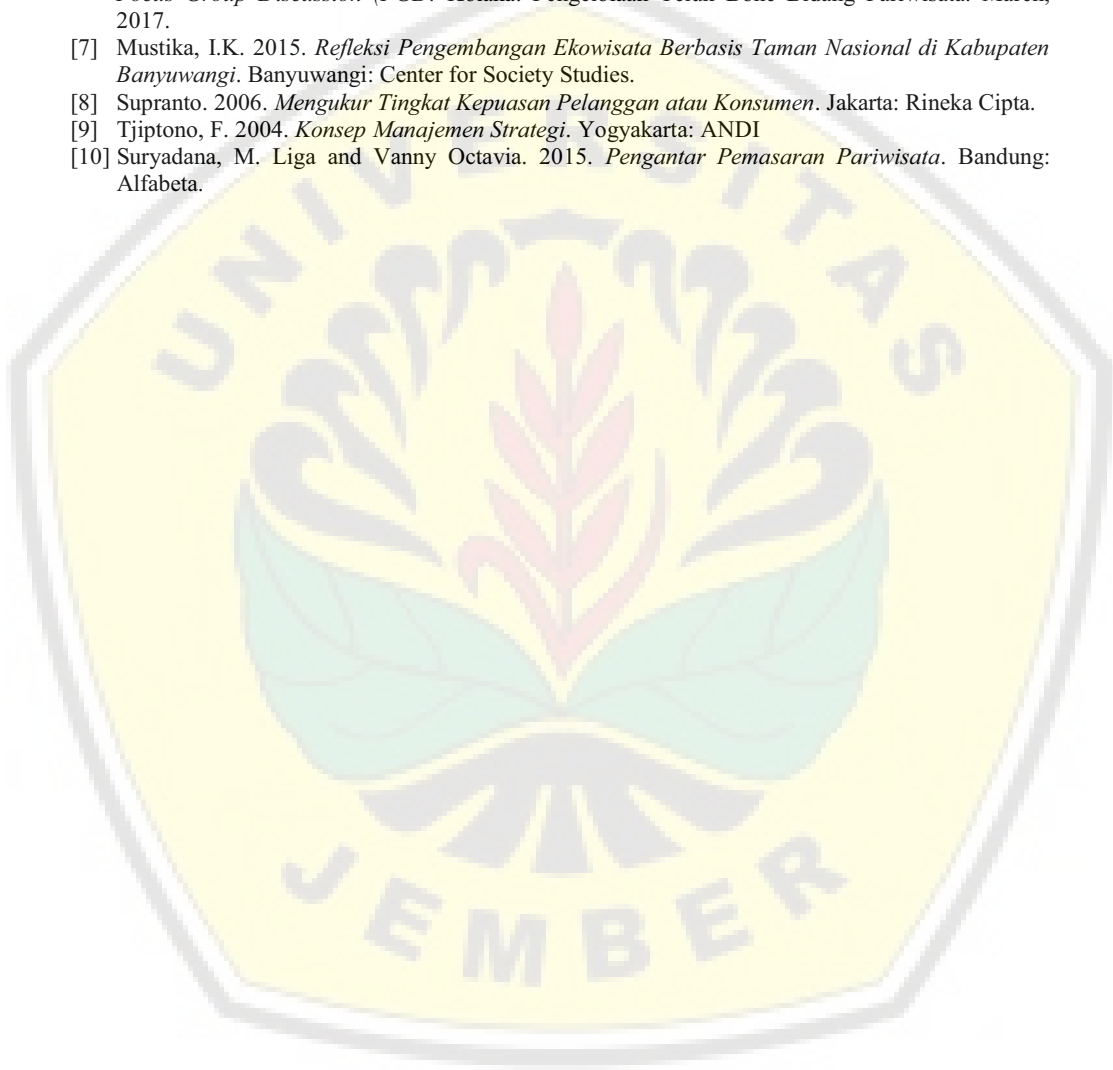 2017.
[7] Mustika, I.K. 2015. Refleksi Pengembangan Ekowisata Berbasis Taman Nasional di Kabupaten
Banyuwangi. Banyuwangi: Center for Society Studies.
[8] Supranto. 2006. Mengukur Tingkat Kepuasan Pelanggan atau Konsumen. Jakarta: Rineka Cipta.
[9] Tjiptono, F. 2004. Konsep Manajemen Strategi. Yogyakarta: ANDI
[10] Suryadana, M. Liga and Vanny Octavia. 2015. Pengantar Pemasaran Pariwisata. Bandung:
Alfabeta.
UNIVERSITAS
JEMBER